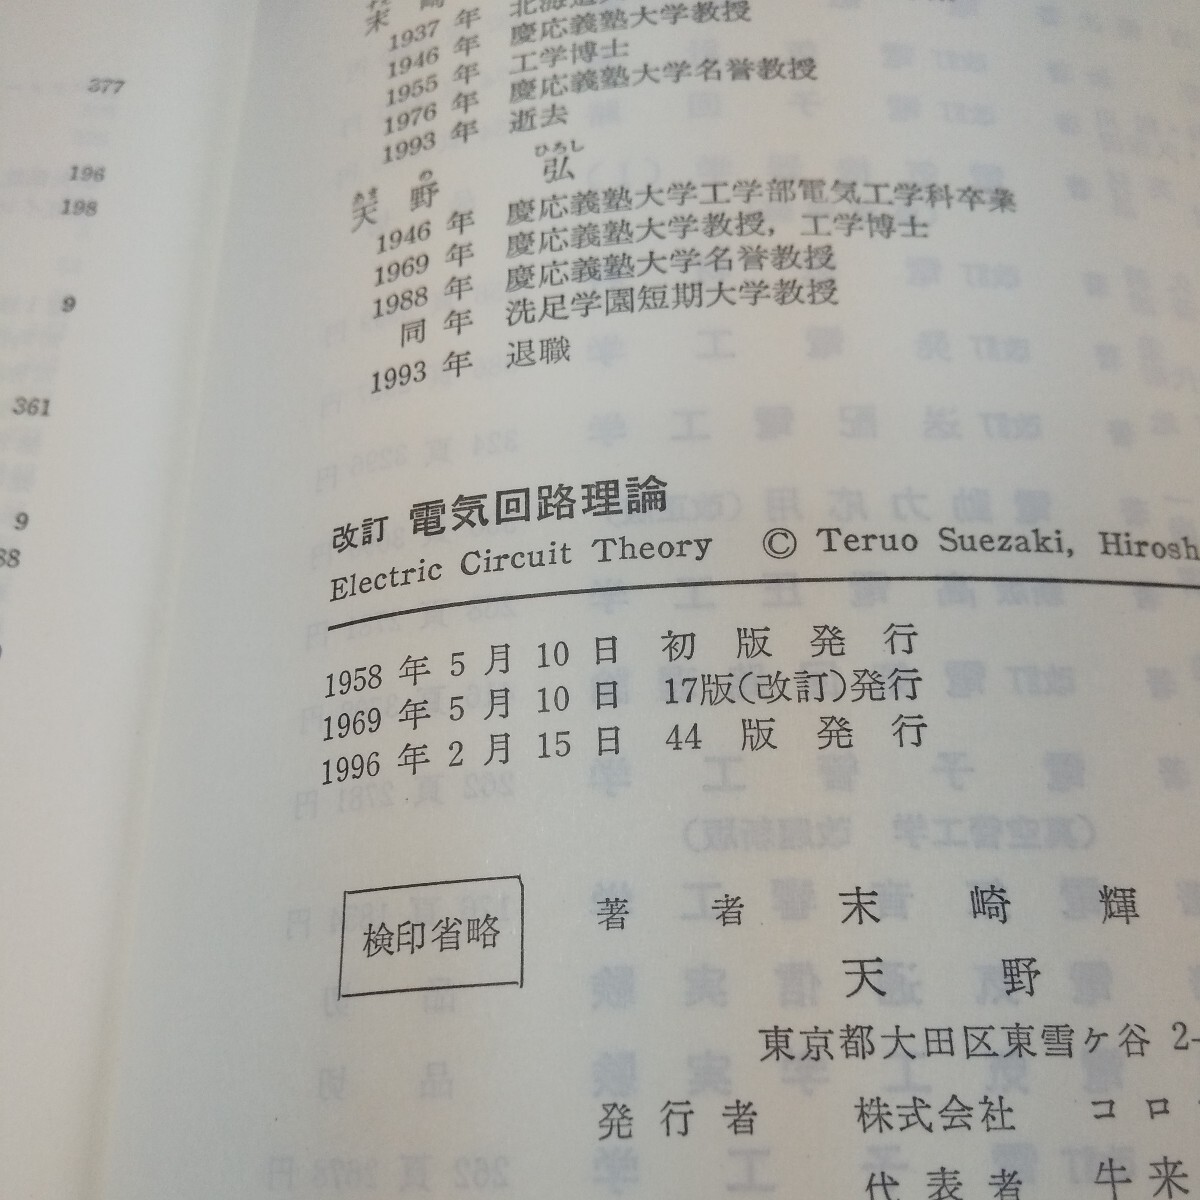 377
196
198
9
361
9
88
1937 年
1946 年 慶応義塾大学教授
1955 年 工学博士
1976 年 慶応義塾大学名誉教授
1993 年 逝去
あま の ひろし
天 野 弘
1946 年 慶応義塾大学工学部電気工学科卒業
1969 年 慶応義塾大学教授，工学博士
1988 年 慶応義塾大学名誉教授
同 年 洗足学園短期大学教授
1993 年 退職
改訂 電気回路理論
Electric Circuit Theory © Teruo Suezaki, Hirosh
1958 年 5 月 10 日 初 版 発 行
1969 年 5 月 10 日 17版(改訂)発行
1996 年 2 月 15 日 44 版 発 行
検印省略
著 者 末 崎 輝
天 野
東京都大田区東雪ケ谷 2-
発 行 者 株式会社 コロ
代 表 者 牛 来